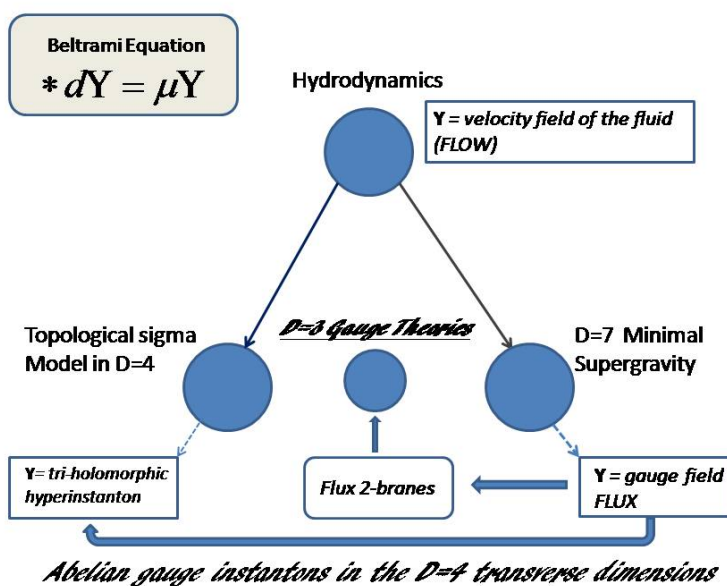 Beltrami Equation
* dY = μY
Hydrodynamics
Y = velocity field of the fluid
(FLOW)
Topological sigma
Model in D=4
D=3 Gauge Theories
D=7 Minimal
Supergravity
Y= tri-holomorphic
hyperinstanton
Flux 2-branes
Y = gauge field
FLUX
Abelian gauge instantons in the D=4 transverse dimensions